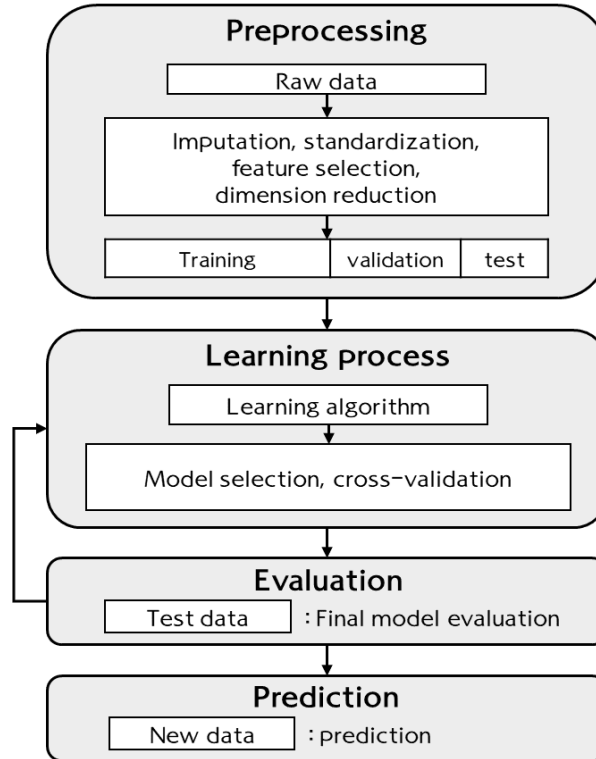 Preprocessing
Raw data
Imputation, standardization,
feature selection,
dimension reduction
Training validation test
Learning process
Learning algorithm
Model selection, cross-validation
Evaluation
Test data : Final model evaluation
Prediction
New data : prediction